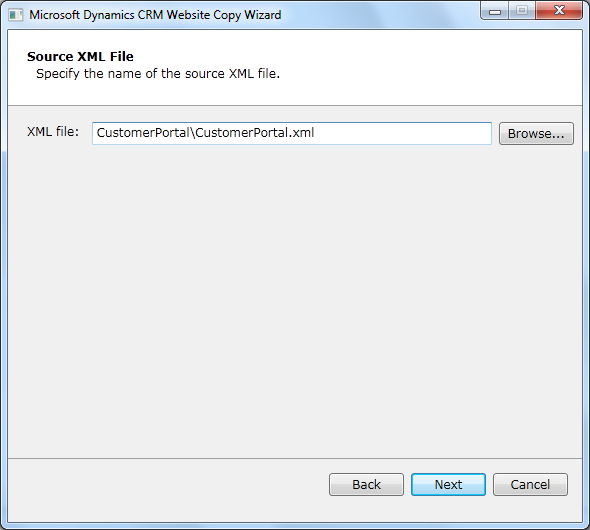 Microsoft Dynamics CRM Website Copy Wizard
Source XML File
Specify the name of the source XML file.
XML file: CustomerPortal\CustomerPortal.xml Browse...
Back Next Cancel